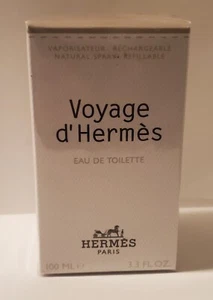 VAPORISATEUR, RECHARGEABLE
NATURAL SPRAY, REFILLABLE
Voyage
d'Hermès
EAU DE TOILETTE
HERMÈS
PARIS
100 ML ℮ 3.3 FL.OZ.